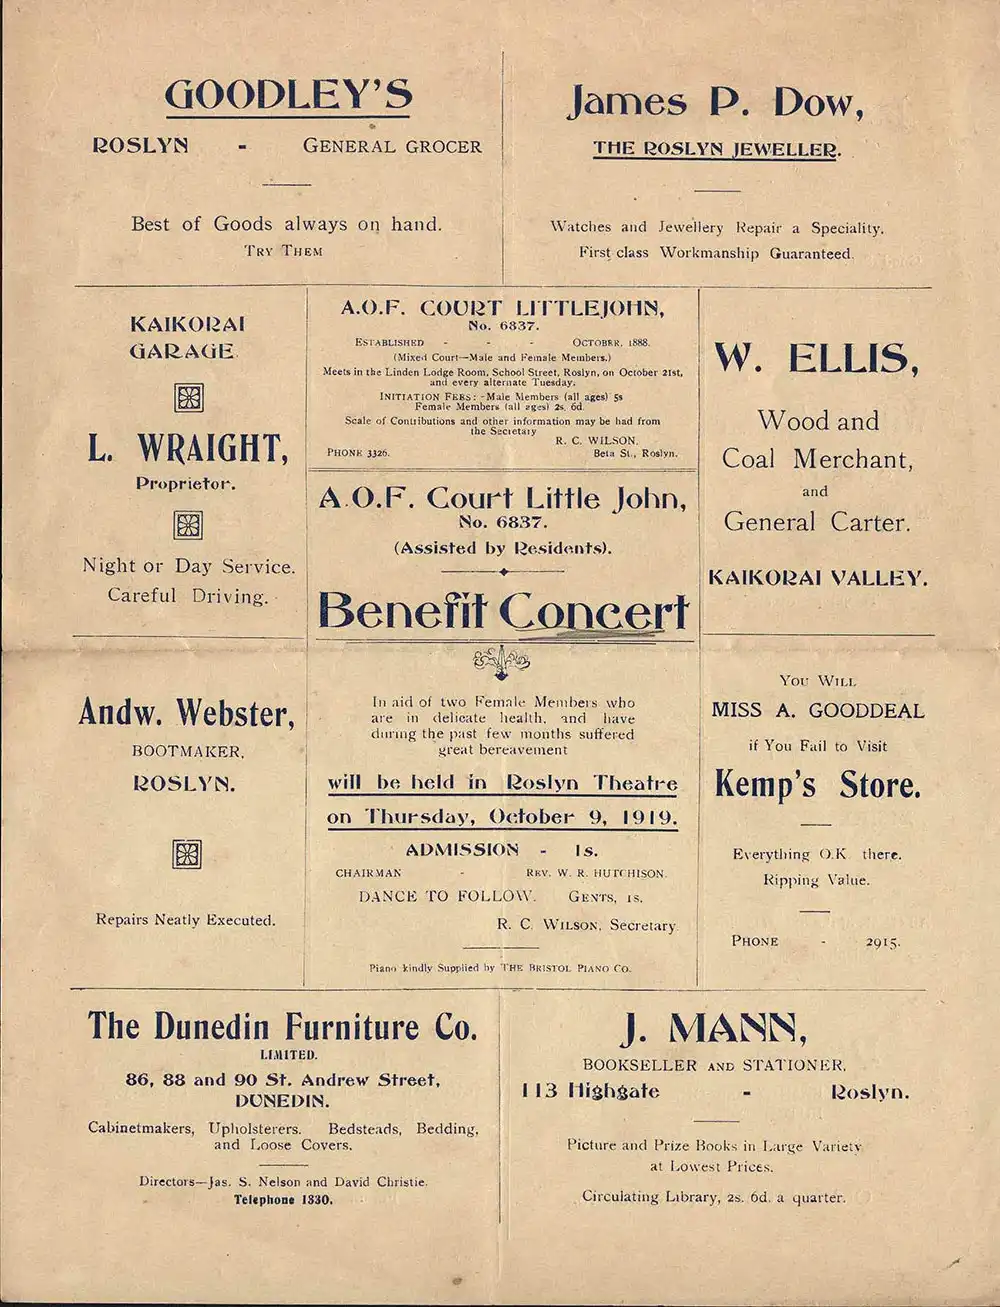 GOODLEY'S
ROSLYN - GENERAL GROCER
Best of Goods always on hand.
TRY THEM
James P. Dow,
THE ROSLYN JEWELLER.
Watches and Jewellery Repair a Speciality.
First class Workmanship Guaranteed.
KAIKORAI
GARAGE
L. WRAIGHT,
Proprietor.
Night or Day Service.
Careful Driving.
A.O.F. COURT LITTLEJOHN,
No. 6837.
ESTABLISHED - - - OCTOBER, 1888.
(Mixed Court—Male and Female Members.)
Meets in the Linden Lodge Room, School Street, Roslyn, on October 21st,
and every alternate Tuesday.
INITIATION FEES: -Male Members (all ages) 5s
Female Members (all ages) 2s. 6d.
Scale of Contributions and other information may be had from
the Secretary
R. C. WILSON,
PHONE 3326. Beta St., Roslyn.
W. ELLIS,
Wood and
Coal Merchant,
and
General Carter.
KAIKORAI VALLEY.
A.O.F. Court Little John,
No. 6837.
(Assisted by Residents).
Benefit Concert
In aid of two Female Members who
are in delicate health, and have
during the past few months suffered
great bereavement
will be held in Roslyn Theatre
on Thursday, October 9, 1919.
ADMISSION - 1s.
CHAIRMAN - REV. W. R. HUTCHISON.
DANCE TO FOLLOW. GENTS, 1s.
R. C. WILSON, Secretary
Piano kindly Supplied by THE BRISTOL PIANO CO.
Andw. Webster,
BOOTMAKER,
ROSLYN.
Repairs Neatly Executed.
YOU WILL
MISS A. GOODDEAL
if You Fail to Visit
Kemp's Store.
Everything O.K. there.
Ripping Value.
PHONE - 2915.
The Dunedin Furniture Co.
LIMITED.
86, 88 and 90 St. Andrew Street,
DUNEDIN.
Cabinetmakers, Upholsterers. Bedsteads, Bedding,
and Loose Covers.
Directors—Jas. S. Nelson and David Christie.
Telephone 1330.
J. MANN,
BOOKSELLER AND STATIONER,
113 Highgate - Roslyn.
Picture and Prize Books in Large Variety
at Lowest Prices.
Circulating Library, 2s. 6d. a quarter.